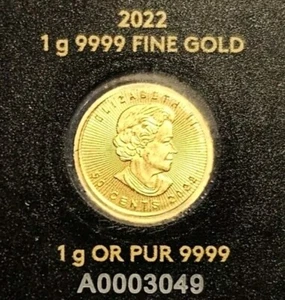 2022
1 g 9999 FINE GOLD
ELIZABETH II
50 CENTS 2022
1 g OR PUR 9999
A0003049